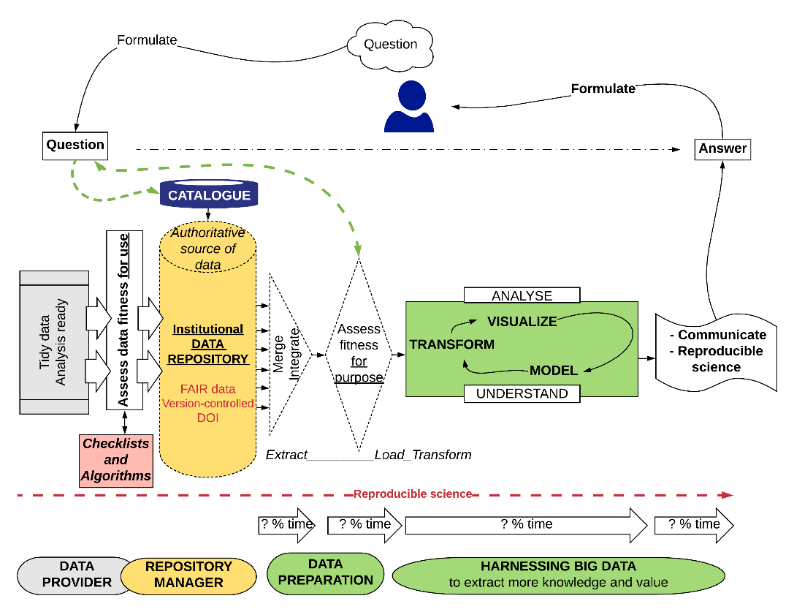 Formulate
Question
Formulate
Question
Answer
CATALOGUE
Authoritative
source of
data
Tidy data
Analysis ready
Assess data fitness for use
Institutional
DATA
REPOSITORY
FAIR data
Version-controlled
DOI
Merge
Integrate
Assess
fitness
for
purpose
ANALYSE
VISUALIZE
TRANSFORM
MODEL
UNDERSTAND
- Communicate
- Reproducible
science
Checklists
and
Algorithms
Extract__________Load_Transform
Reproducible science
? % time
? % time
? % time
? % time
DATA
PROVIDER
REPOSITORY
MANAGER
DATA
PREPARATION
HARNESSING BIG DATA
to extract more knowledge and value